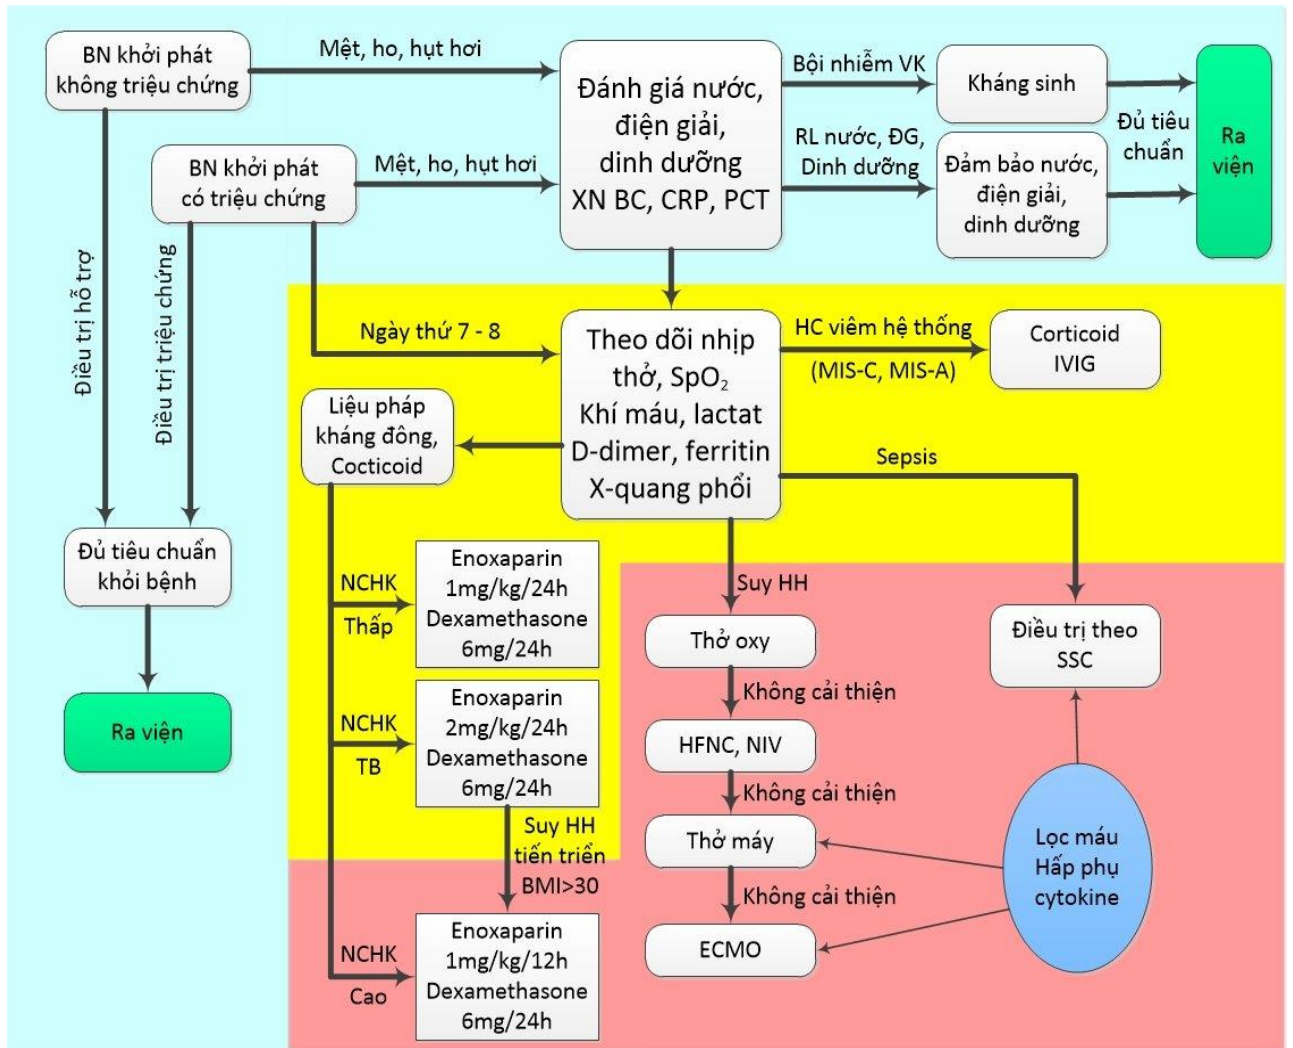 BN khởi phát
không triệu chứng
Mệt, ho, hụt hơi
Đánh giá nước,
điện giải,
dinh dưỡng
XN BC, CRP, PCT
Bội nhiễm VK
Kháng sinh
Đủ tiêu
chuẩn
Ra
viện
BN khởi phát
có triệu chứng
Mệt, ho, hụt hơi
RL nước, ĐG,
Dinh dưỡng
Đảm bảo nước,
điện giải,
dinh dưỡng
Điều trị hỗ trợ
Điều trị triệu chứng
Ngày thứ 7 - 8
Theo dõi nhịp
thở, SpO₂
Khí máu, lactat
D-dimer, ferritin
X-quang phổi
HC viêm hệ thống
(MIS-C, MIS-A)
Corticoid
IVIG
Liệu pháp
kháng đông,
Cocticoid
Sepsis
Đủ tiêu chuẩn
khỏi bệnh
Ra viện
NCHK
Thấp
Enoxaparin
1mg/kg/24h
Dexamethasone
6mg/24h
NCHK
TB
Enoxaparin
2mg/kg/24h
Dexamethasone
6mg/24h
Suy HH
tiến triển
BMI>30
NCHK
Cao
Enoxaparin
1mg/kg/12h
Dexamethasone
6mg/24h
Suy HH
Thở oxy
Không cải thiện
HFNC, NIV
Không cải thiện
Thở máy
Không cải thiện
ECMO
Điều trị theo
SSC
Lọc máu
Hấp phụ
cytokine